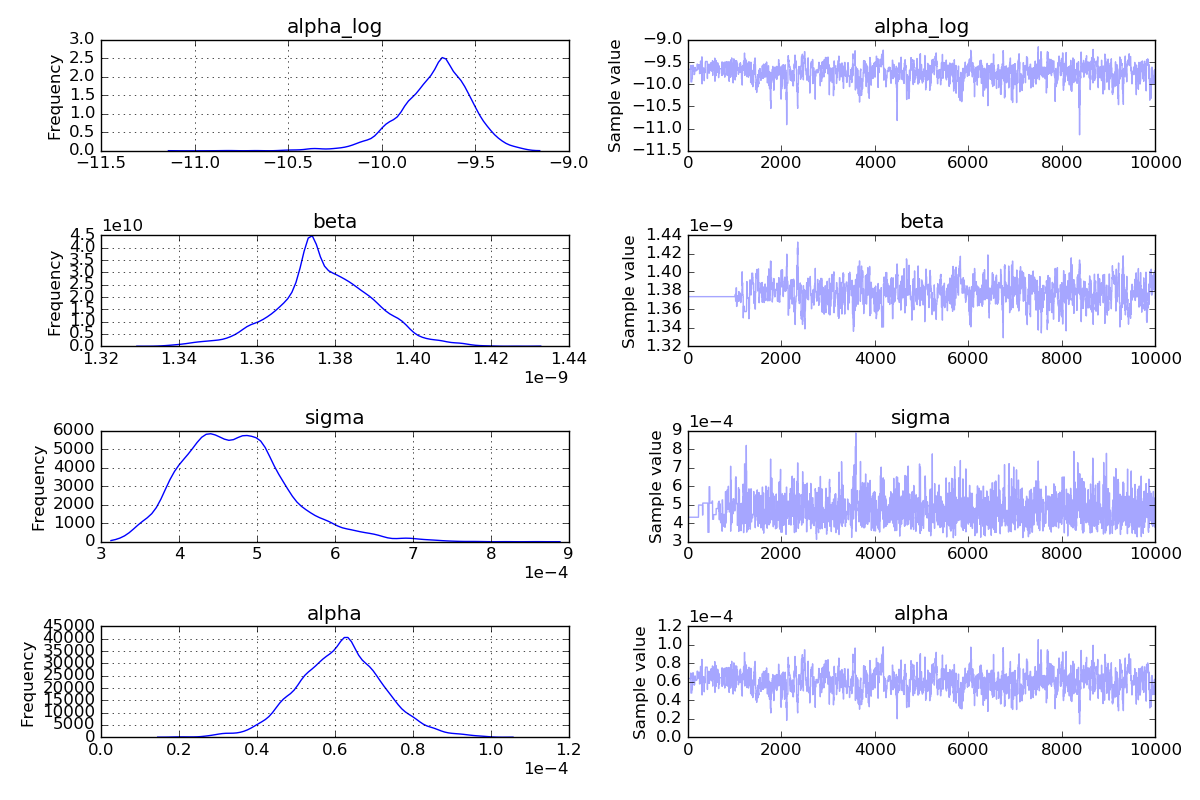 alpha_log
alpha_log
3.0
2.5
2.0
1.5
1.0
0.5
0.0
Frequency
−11.5 −11.0 −10.5 −10.0 −9.5 −9.0
−9.0
−9.5
−10.0
−10.5
−11.0
−11.5
Sample value
0 2000 4000 6000 8000 10000
beta
beta
1e10
4.5
4.0
3.5
3.0
2.5
2.0
1.5
1.0
0.5
0.0
Frequency
1.32 1.34 1.36 1.38 1.40 1.42 1.44
1e−9
1e−9
1.44
1.42
1.40
1.38
1.36
1.34
1.32
Sample value
0 2000 4000 6000 8000 10000
sigma
sigma
6000
5000
4000
3000
2000
1000
0
Frequency
3 4 5 6 7 8 9
1e−4
1e−4
9
8
7
6
5
4
3
Sample value
0 2000 4000 6000 8000 10000
alpha
alpha
45000
40000
35000
30000
25000
20000
15000
10000
5000
0
Frequency
0.0 0.2 0.4 0.6 0.8 1.0 1.2
1e−4
1e−4
1.2
1.0
0.8
0.6
0.4
0.2
0.0
Sample value
0 2000 4000 6000 8000 10000